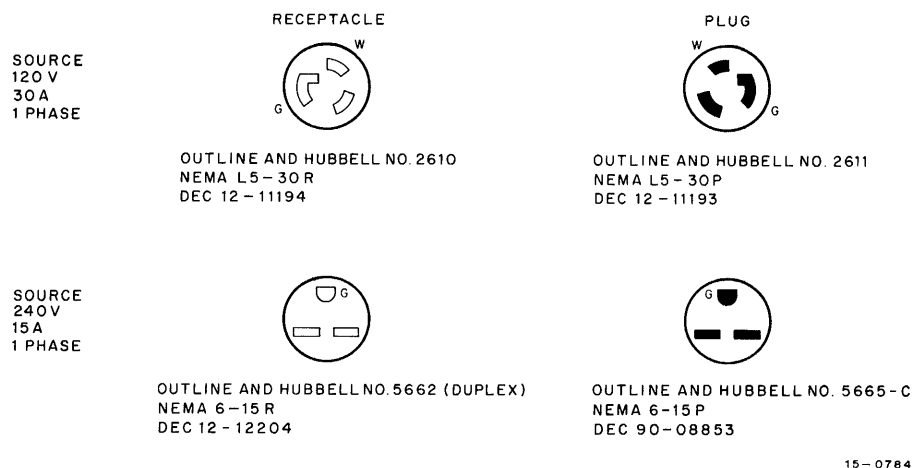 RECEPTACLE
PLUG
SOURCE
120 V
30 A
1 PHASE
W
G
W
G
OUTLINE AND HUBBELL NO. 2610
NEMA L5-30R
DEC 12-11194
OUTLINE AND HUBBELL NO. 2611
NEMA L5-30P
DEC 12-11193
SOURCE
240V
15A
1 PHASE
G
G
OUTLINE AND HUBBELL NO. 5662 (DUPLEX)
NEMA 6-15R
DEC 12-12204
OUTLINE AND HUBBELL NO. 5665-C
NEMA 6-15P
DEC 90-08853
15-0784